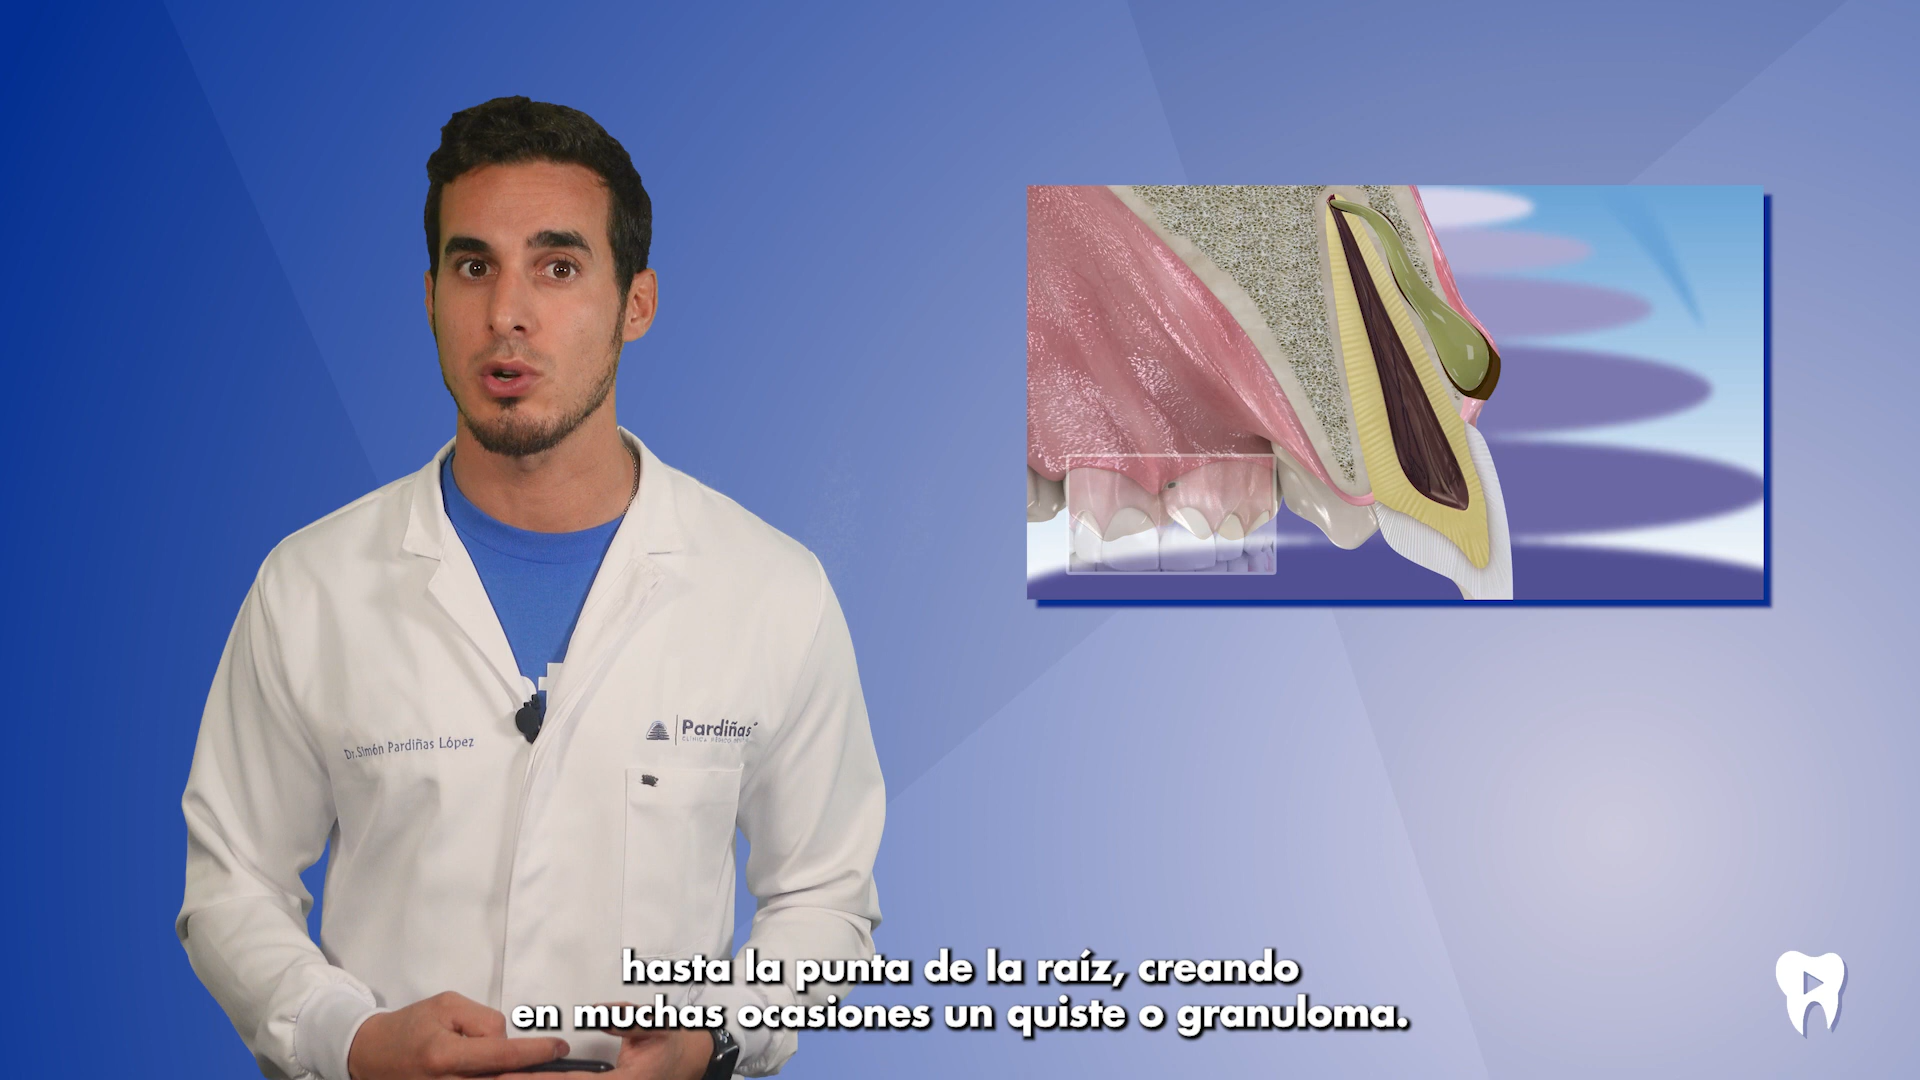 Dr. Simón Pardiñas López
Pardiñas
hasta la punta de la raíz, creando
en muchas ocasiones un quiste o granuloma.